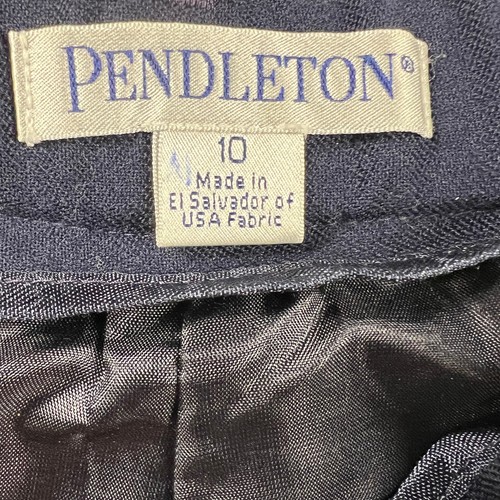 PENDLETON®
10
Made in
El Salvador of
USA Fabric